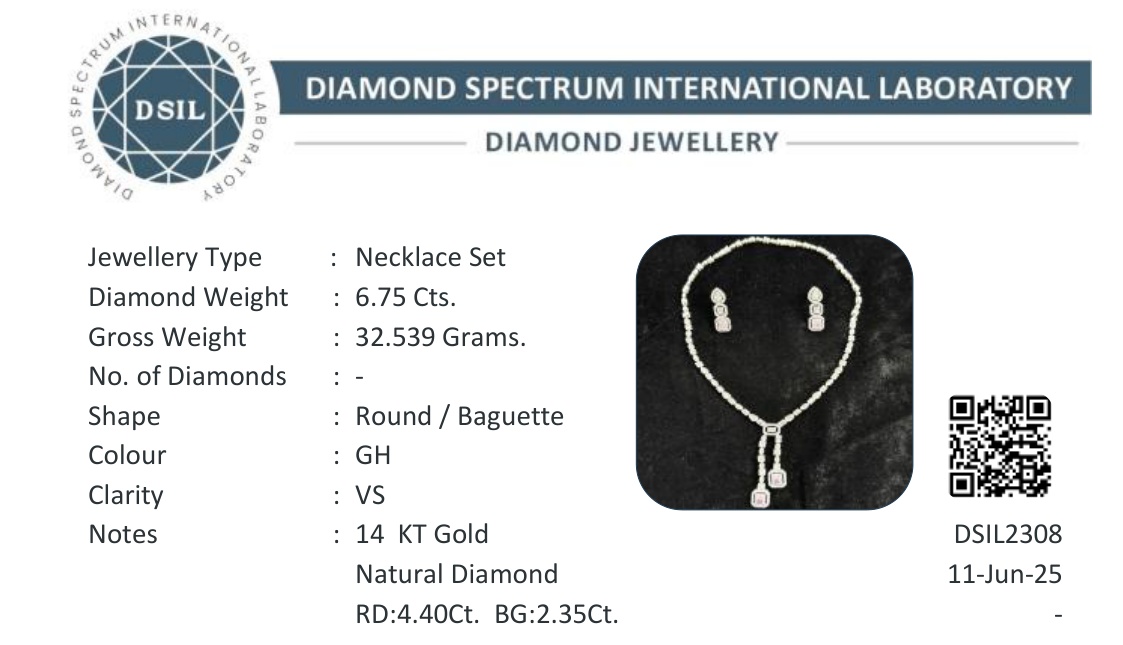 DIAMOND SPECTRUM INTERNATIONAL LABORATORY
DSIL
DIAMOND SPECTRUM INTERNATIONAL LABORATORY
DIAMOND JEWELLERY
Jewellery Type : Necklace Set
Diamond Weight : 6.75 Cts.
Gross Weight : 32.539 Grams.
No. of Diamonds : -
Shape : Round / Baguette
Colour : GH
Clarity : VS
Notes : 14 KT Gold
Natural Diamond
RD:4.40Ct. BG:2.35Ct.
DSIL2308
11-Jun-25
-